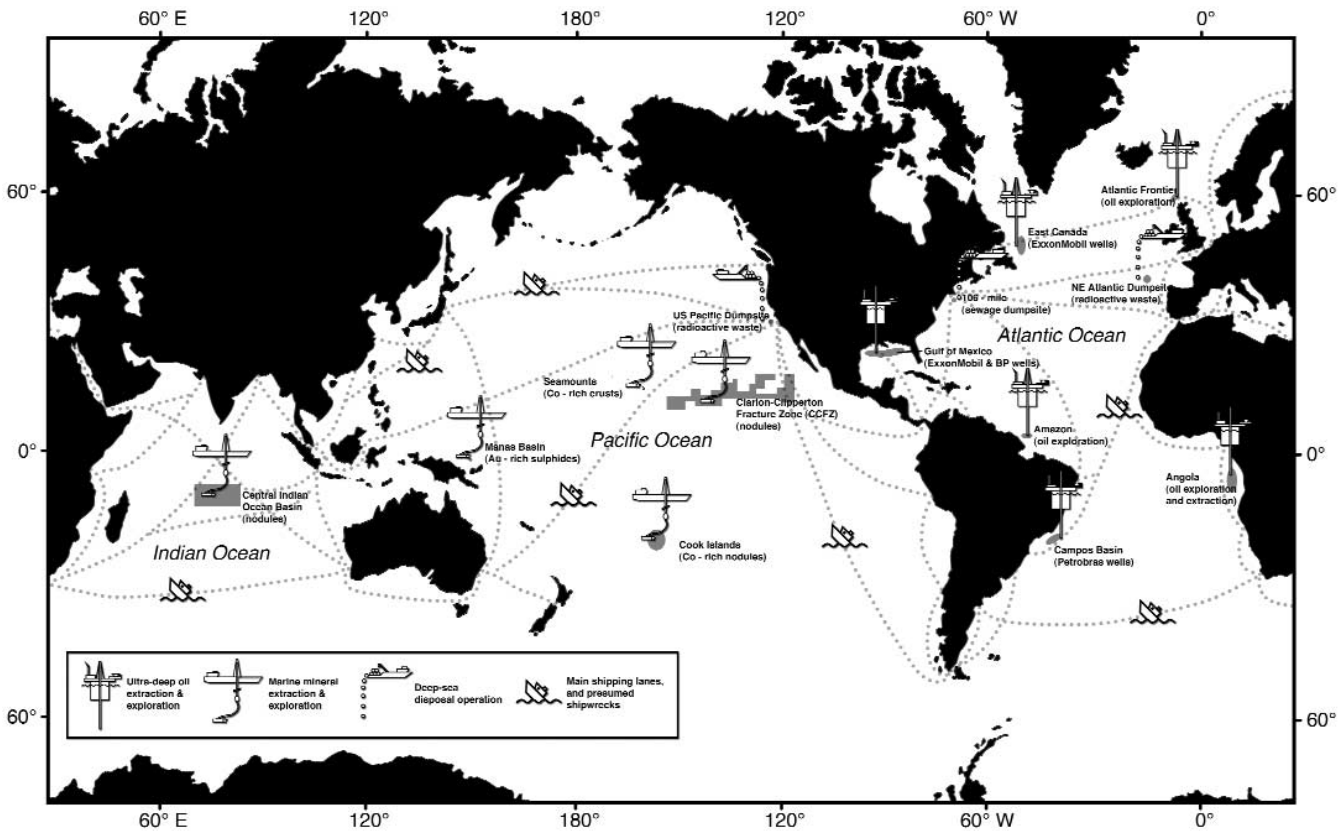 60° E 120° 180° 120° 60° W 0°
60° 60°
Atlantic Frontier
(oil exploration)
East Canada
(ExxonMobil wells)
NE Atlantic Dumpsite
(radioactive waste)
106 - mile
(sewage dumpsite)
US Pacific Dumpsite
(radioactive waste)
Atlantic Ocean
Gulf of Mexico
(ExxonMobil & BP wells)
Seamounts
(Co - rich crusts)
Clarion-Clipperton
Fracture Zone (CCFZ)
(nodules)
Amazon
(oil exploration)
Pacific Ocean
Manas Basin
(Au - rich sulphides)
0° 0°
Angola
(oil exploration
and extraction)
Central Indian
Ocean Basin
(nodules)
Indian Ocean
Cook Islands
(Co - rich nodules)
Campos Basin
(Petrobras wells)
Ultra-deep oil
extraction &
exploration
Marine mineral
extraction &
exploration
Deep-sea
disposal operation
Main shipping lanes,
and presumed
shipwrecks
60° 60°
60° E 120° 180° 120° 60° W 0°